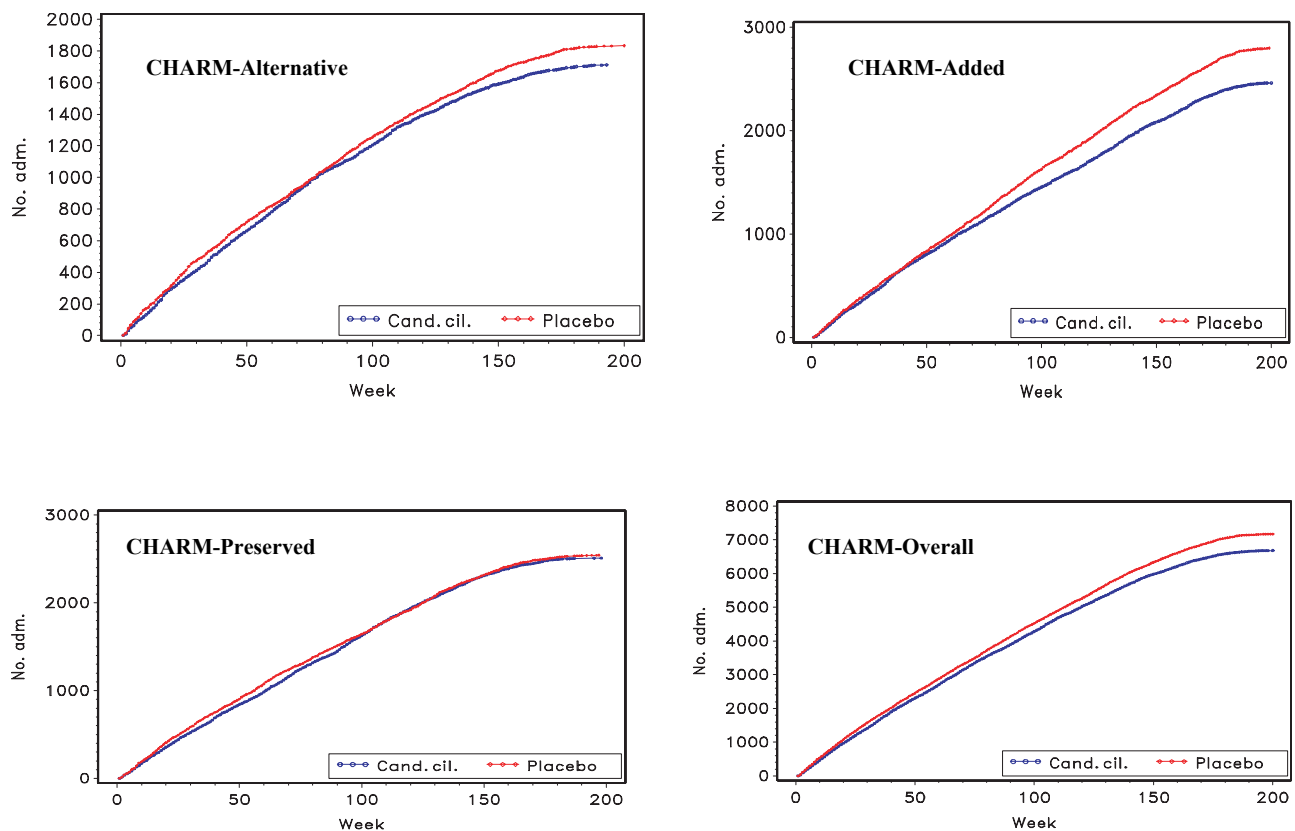 CHARM-Alternative
No. adm.
2000
1800
1600
1400
1200
1000
800
600
400
200
0
Cand.cil. Placebo
0 50 100 150 200
Week
CHARM-Added
No. adm.
3000
2000
1000
0
Cand.cil. Placebo
0 50 100 150 200
Week
CHARM-Preserved
No. adm.
3000
2000
1000
0
Cand.cil. Placebo
0 50 100 150 200
Week
CHARM-Overall
No. adm.
8000
7000
6000
5000
4000
3000
2000
1000
0
Cand.cil. Placebo
0 50 100 150 200
Week